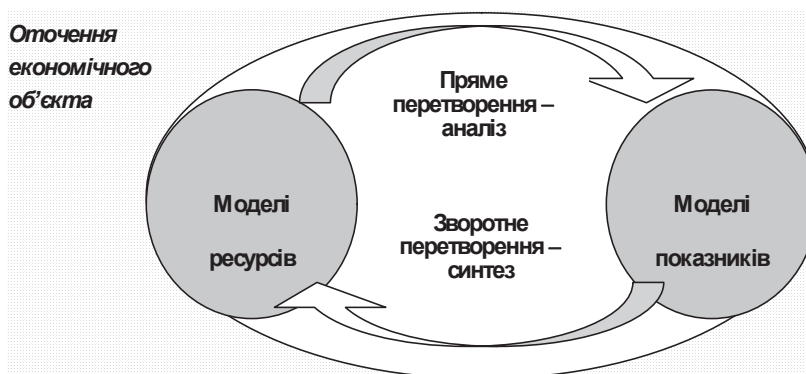 Оточення
економічного
об’єкта
Пряме
перетворення –
аналіз
Моделі
ресурсів
Зворотне
перетворення –
синтез
Моделі
показників